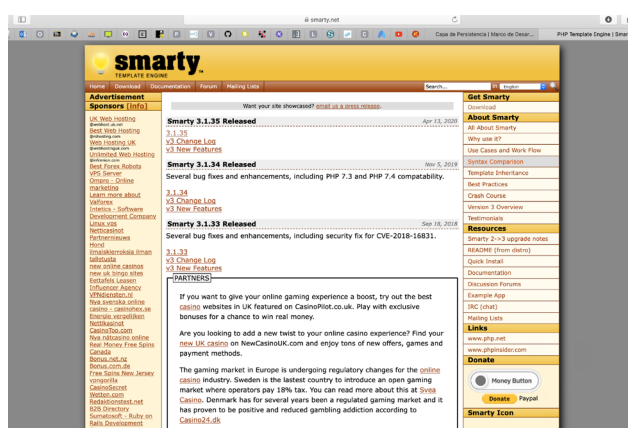 smarty.net
Capa de Persistencia | Marco de Desar...
PHP Template Engine | Smar
smarty
TEMPLATE ENGINE
Home Download Documentation Forum Mailing Lists
Search... in English
Advertisement
Sponsors [info]
UK Web Hosting
@webhost.uk.net
Best Web Hosting
Web Hosting UK
@webhostinguk.com
Unlimited Web Hosting
Best Forex Robots
VPS Server
Ompro - Online
marketing
Learn more about
Valforex
Intetics - Software
Development Company
Linux vps
Netticasinot
Partnernieuws
Hord
ilmaiskierroksia ilman
talletusta
new online casinos
new uk bingo sites
Eettafels Leasen
Influencer Agency
VPNdiensten.nl
Nya svenska online
casino - casinohex.se
Energie vergelijken
Nettikasinot
CasinoTop.com
Nya nätcasino online
Real Money Free Spins
Canada
Bonus.net.nz
Bonus.com.de
Free Spins New Jersey
vpngorilla
CasinoSecret
Wetten.com
Redaktionstest.net
B2B Directory
Sumatosoft - Ruby on
Rails Development
Want your site showcased? email us a press release.
Smarty 3.1.35 Released Apr 13, 2020
3.1.35
v3 Change Log
v3 New Features
Smarty 3.1.34 Released Nov 5, 2019
Several bug fixes and enhancements, including PHP 7.3 and PHP 7.4 compatability.
3.1.34
v3 Change Log
v3 New Features
Smarty 3.1.33 Released Sep 18, 2018
Several bug fixes and enhancements, including security fix for CVE-2018-16831.
3.1.33
v3 Change Log
v3 New Features
PARTNERS
If you want to give your online gaming experience a boost, try out the best
casino websites in UK featured on CasinoPilot.co.uk. Play with exclusive
bonuses for a chance to win real money.
Are you looking to add a new twist to your online casino experience? Find your
new UK casino on NewCasinoUK.com and enjoy tons of new offers, games and
payment methods.
The gaming market in Europe is undergoing regulatory changes for the online
casino industry. Sweden is the lastest country to introduce an open gaming
market where operators pay 18% tax. You can read more about this at Svea
Casino. Denmark has for several years been a regulated gaming market and it
has proven to be positive and reduced gambling addiction according to
Casino24.dk
Get Smarty
Download
About Smarty
All About Smarty
Why use it?
Use Cases and Work Flow
Syntax Comparison
Template Inheritance
Best Practices
Crash Course
Version 3 Overview
Testimonials
Resources
Smarty 2->3 upgrade notes
README (from distro)
Quick Install
Documentation
Discussion Forums
Example App
IRC (chat)
Mailing Lists
Links
www.php.net
www.phpinsider.com
Donate
Money Button
Donate Paypal
Smarty Icon